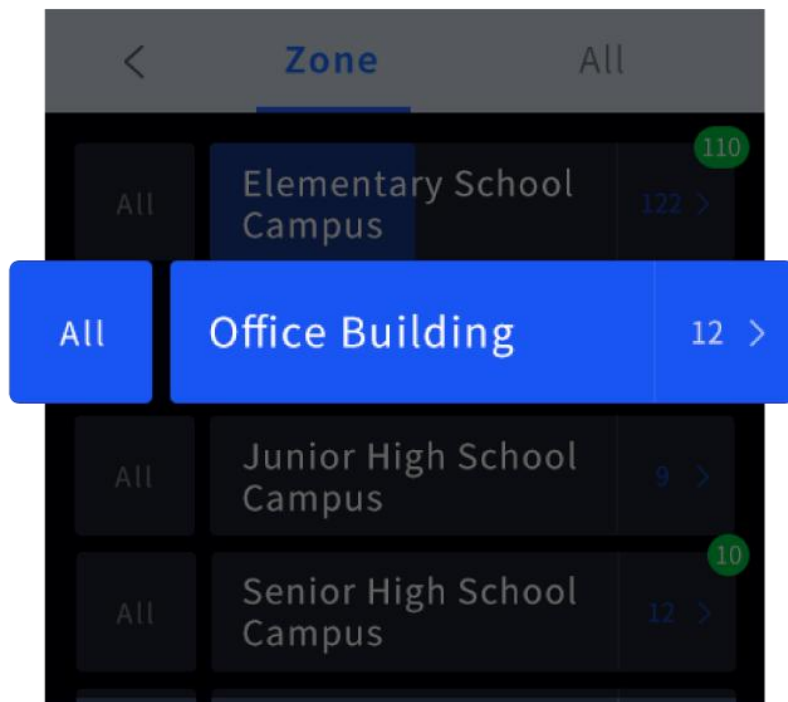 Zone All
110
All Elementary School
Campus 122 >
All Office Building 12 >
All Junior High School
Campus 9 >
10
All Senior High School
Campus 12 >